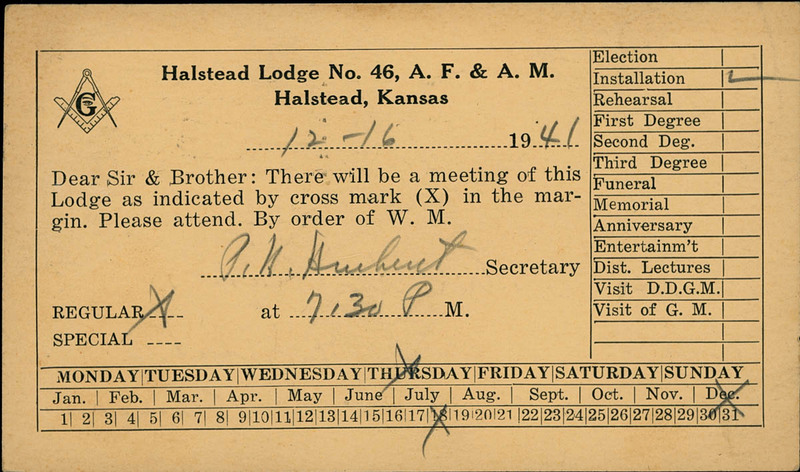 Halstead Lodge No. 46, A. F. & A. M.
Halstead, Kansas
12-16 1941
Dear Sir & Brother: There will be a meeting of this
Lodge as indicated by cross mark (X) in the mar-
gin. Please attend. By order of W. M.
Secretary
REGULAR X at 7:30 P M.
SPECIAL
G
Election
Installation
Rehearsal
First Degree
Second Deg.
Third Degree
Funeral
Memorial
Anniversary
Entertainm't
Dist. Lectures
Visit D.D.G.M.
Visit of G. M.
MONDAY|TUESDAY|WEDNESDAY|THURSDAY|FRIDAY|SATURDAY|SUNDAY
Jan. | Feb. | Mar. | Apr. | May | June | July | Aug. | Sept. | Oct. | Nov. | Dec.
1| 2| 3| 4| 5| 6| 7| 8| 9|10|11|12|13|14|15|16|17|18|19|20|21|22|23|24|25|26|27|28|29|30|31